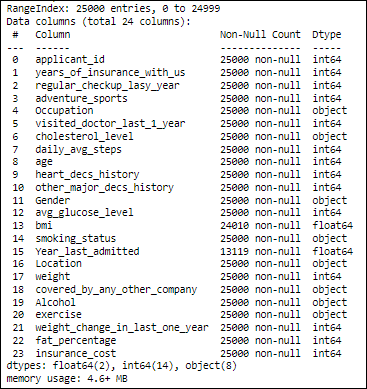 RangeIndex: 25000 entries, 0 to 24999
Data columns (total 24 columns):
 #   Column                         Non-Null Count  Dtype
---  ------                         --------------  -----
 0   applicant_id                   25000 non-null  int64
 1   years_of_insurance_with_us     25000 non-null  int64
 2   regular_checkup_lasy_year      25000 non-null  int64
 3   adventure_sports               25000 non-null  int64
 4   Occupation                     25000 non-null  object
 5   visited_doctor_last_1_year     25000 non-null  int64
 6   cholesterol_level              25000 non-null  object
 7   daily_avg_steps                25000 non-null  int64
 8   age                            25000 non-null  int64
 9   heart_decs_history             25000 non-null  int64
 10  other_major_decs_history       25000 non-null  int64
 11  Gender                         25000 non-null  object
 12  avg_glucose_level              25000 non-null  int64
 13  bmi                            24010 non-null  float64
 14  smoking_status                 25000 non-null  object
 15  Year_last_admitted             13119 non-null  float64
 16  Location                       25000 non-null  object
 17  weight                         25000 non-null  int64
 18  covered_by_any_other_company   25000 non-null  object
 19  Alcohol                        25000 non-null  object
 20  exercise                       25000 non-null  object
 21  weight_change_in_last_one_year 25000 non-null  int64
 22  fat_percentage                 25000 non-null  int64
 23  insurance_cost                 25000 non-null  int64
dtypes: float64(2), int64(14), object(8)
memory usage: 4.6+ MB